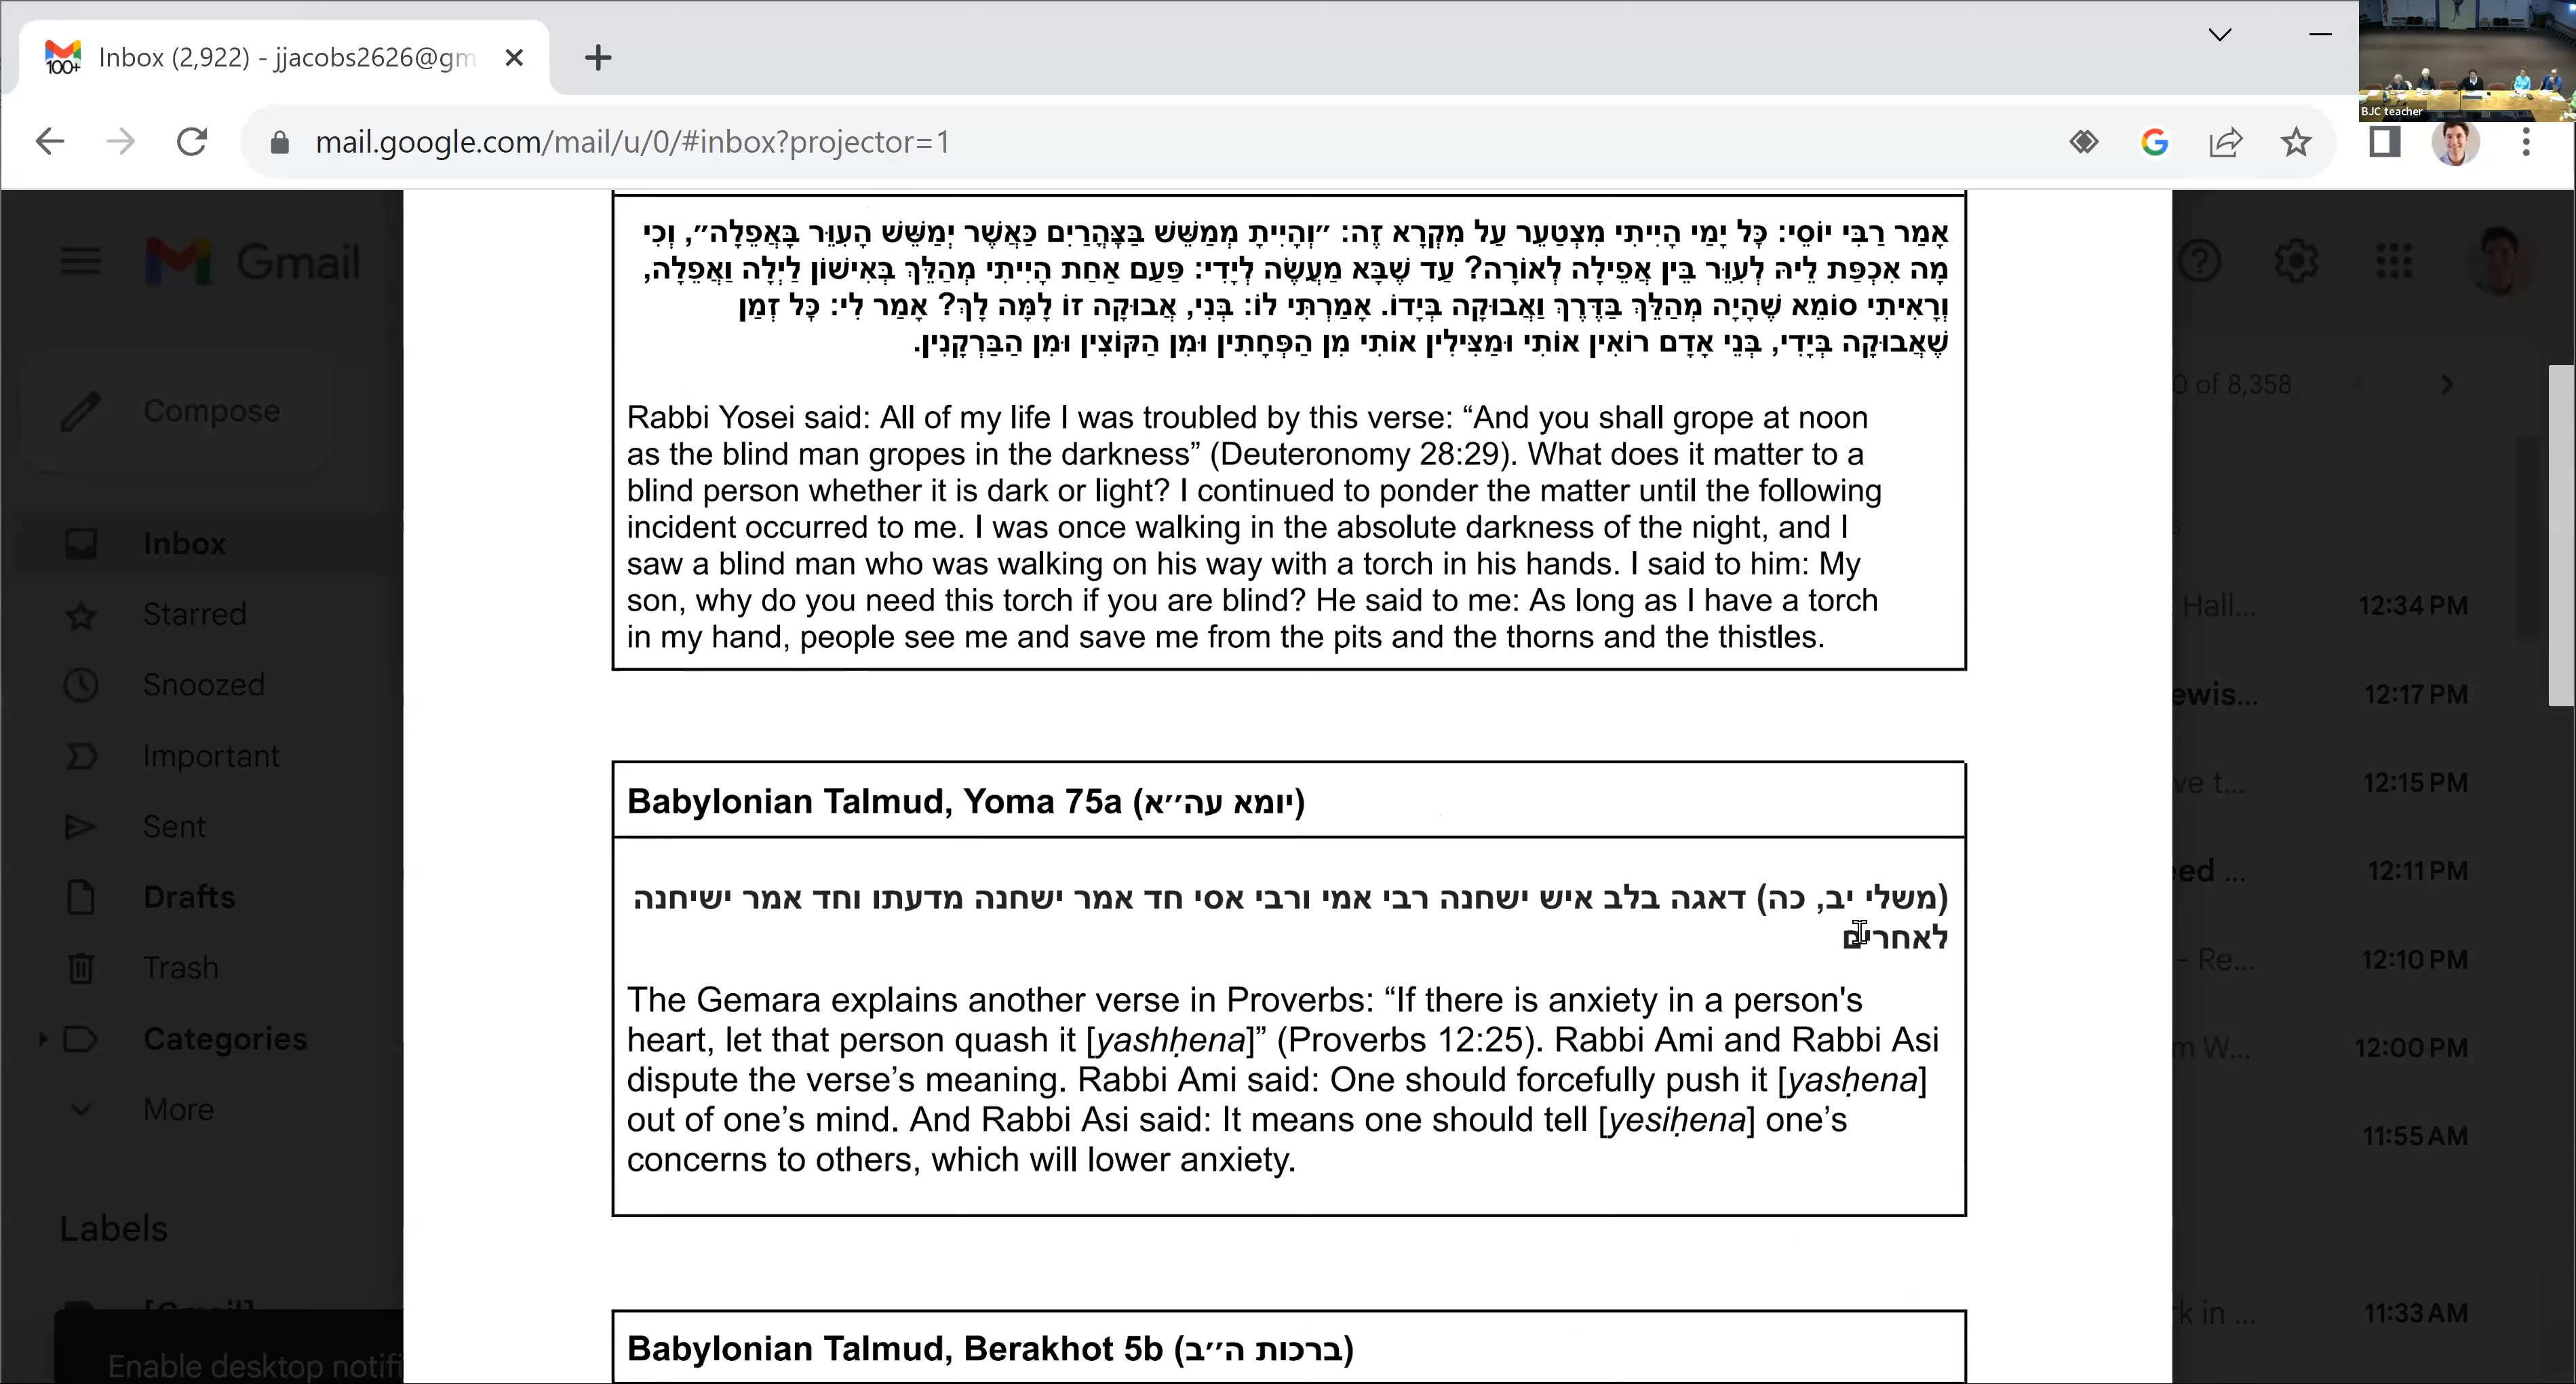 Inbox (2,922) - jjacobs2626@gm
100+
mail.google.com/mail/u/0/#inbox?projector=1
BJC teacher
Gmail
Compose
Inbox
Starred
Snoozed
Important
Sent
Drafts
Trash
Categories
More
Labels
[Gmail]
Enable desktop notifi
אָמַר רַבִּי יוֹסֵי: כָּל יָמַי הָיִיתִי מִצְטַעֵר עַל מִקְרָא זֶה: ״וְהָיִיתָ מְמַשֵּׁשׁ בַּצָּהֳרַיִם כַּאֲשֶׁר יְמַשֵּׁשׁ הָעִוֵּר בָּאֲפֵלָה״, וְכִי
מָה אִכְפַּת לֵיהּ לְעִוֵּר בֵּין אֲפֵילָה לְאוֹרָה? עַד שֶׁבָּא מַעֲשֶׂה לְיָדִי: פַּעַם אַחַת הָיִיתִי מְהַלֵּךְ בְּאִישׁוֹן לַיְלָה וַאֲפֵלָה,
וְרָאִיתִי סוֹמֵא שֶׁהָיָה מְהַלֵּךְ בַּדֶּרֶךְ וַאֲבוּקָה בְּיָדוֹ. אָמַרְתִּי לוֹ: בְּנִי, אֲבוּקָה זוֹ לָמָּה לָךְ? אָמַר לִי: כָּל זְמַן
שֶׁאֲבוּקָה בְּיָדִי, בְּנֵי אָדָם רוֹאִין אוֹתִי וּמַצִּילִין אוֹתִי מִן הַפְּחָתִין וּמִן הַקּוֹצִין וּמִן הַבַּרְקָנִין.
Rabbi Yosei said: All of my life I was troubled by this verse: “And you shall grope at noon
as the blind man gropes in the darkness” (Deuteronomy 28:29). What does it matter to a
blind person whether it is dark or light? I continued to ponder the matter until the following
incident occurred to me. I was once walking in the absolute darkness of the night, and I
saw a blind man who was walking on his way with a torch in his hands. I said to him: My
son, why do you need this torch if you are blind? He said to me: As long as I have a torch
in my hand, people see me and save me from the pits and the thorns and the thistles.
Babylonian Talmud, Yoma 75a (יומא עה׳׳א)
(משלי יב, כה) דאגה בלב איש ישחנה רבי אמי ורבי אסי חד אמר ישחנה מדעתו וחד אמר ישיחנה
לאחרים
The Gemara explains another verse in Proverbs: “If there is anxiety in a person's
heart, let that person quash it [yashḥena]” (Proverbs 12:25). Rabbi Ami and Rabbi Asi
dispute the verse’s meaning. Rabbi Ami said: One should forcefully push it [yasḥena]
out of one’s mind. And Rabbi Asi said: It means one should tell [yesiḥena] one’s
concerns to others, which will lower anxiety.
Babylonian Talmud, Berakhot 5b (ברכות ה׳׳ב)
0 of 8,358
Hall... 12:34 PM
ewis... 12:17 PM
ve t... 12:15 PM
eed ... 12:11 PM
- Re... 12:10 PM
m W... 12:00 PM
11:55 AM
rk in ... 11:33 AM